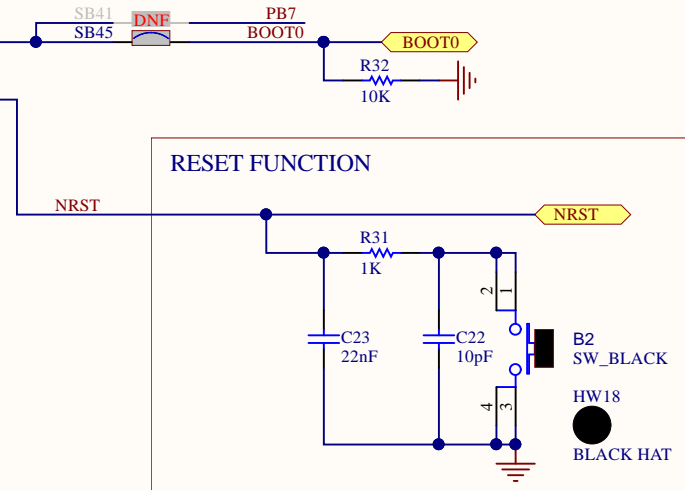 SB41
DNF
PB7
SB45
BOOT0
BOOT0
R32
10K
RESET FUNCTION
NRST
NRST
R31
1K
2
1
C23
22nF
C22
10pF
B2
SW_BLACK
4
3
HW18
BLACK HAT